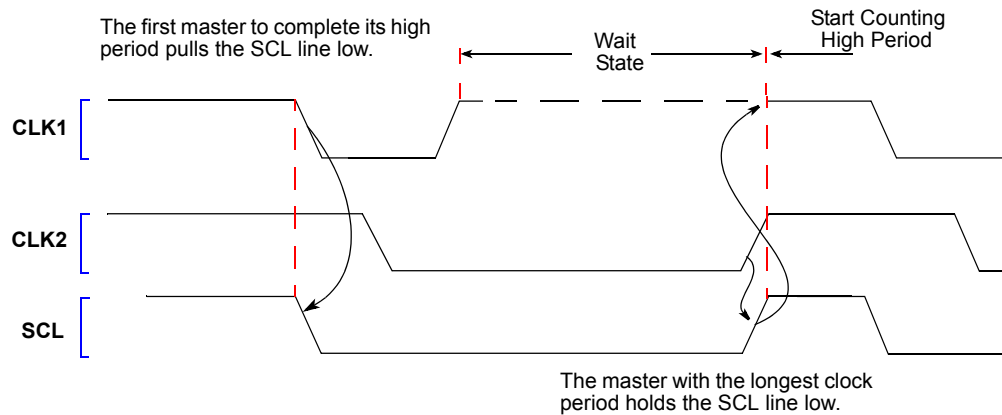 The first master to complete its high
period pulls the SCL line low.
Wait
State
Start Counting
High Period
CLK1
CLK2
SCL
The master with the longest clock
period holds the SCL line low.